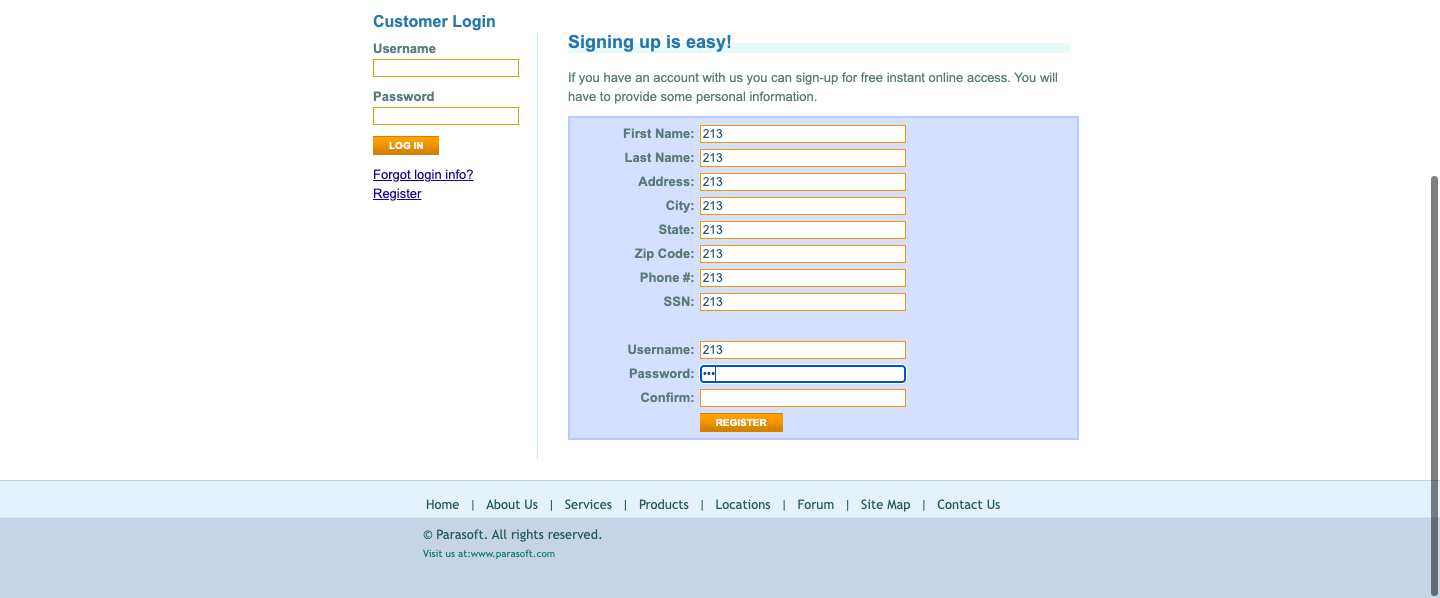 Customer Login
Username
Password
LOG IN
Forgot login info?
Register
Signing up is easy!
If you have an account with us you can sign-up for free instant online access. You will
have to provide some personal information.
First Name: 213
Last Name: 213
Address: 213
City: 213
State: 213
Zip Code: 213
Phone #: 213
SSN: 213
Username: 213
Password: •••
Confirm:
REGISTER
Home | About Us | Services | Products | Locations | Forum | Site Map | Contact Us
© Parasoft. All rights reserved.
Visit us at:www.parasoft.com